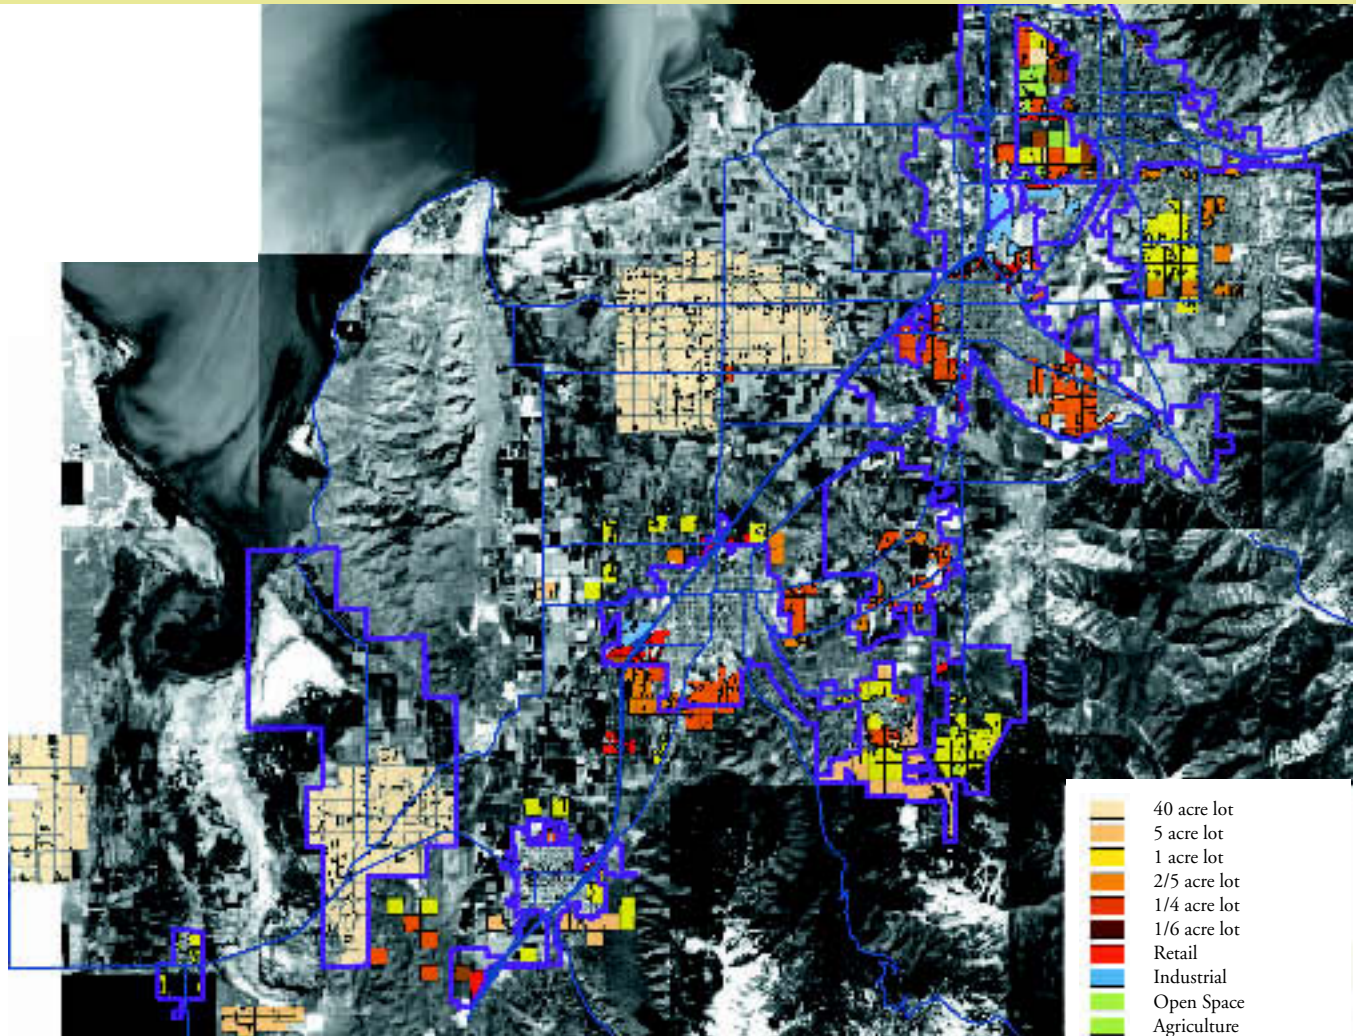 40 acre lot
5 acre lot
1 acre lot
2/5 acre lot
1/4 acre lot
1/6 acre lot
Retail
Industrial
Open Space
Agriculture